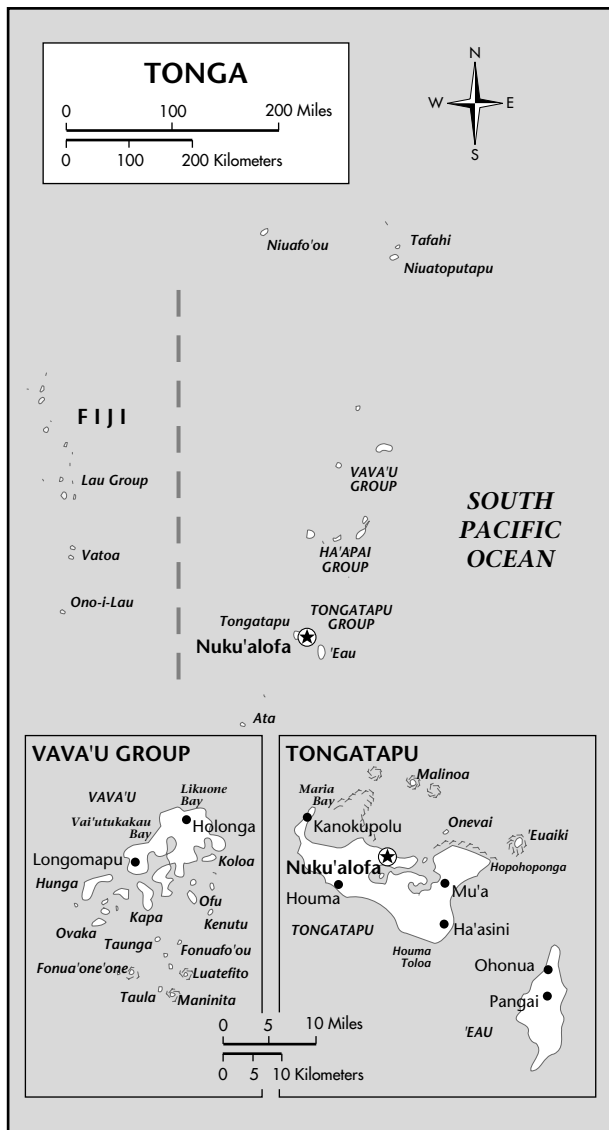 TONGA
0 100 200 Miles
0 100 200 Kilometers
N
W E
S
Niuafo'ou
Tafahi
Niuatoputapu
FIJI
Lau Group
VAVA'U
GROUP
SOUTH
PACIFIC
OCEAN
Vatoa
HA'APAI
GROUP
Ono-i-Lau
Tongatapu
TONGATAPU
GROUP
Nuku'alofa
'Eau
Ata
VAVA'U GROUP
VAVA'U
Likuone
Bay
Vai'utukakau
Bay
Holonga
Longomapu
Koloa
Hunga
Ofu
Kapa
Kenutu
Ovaka
Taunga
Fonuafo'ou
Fonua'one'one
Luatefito
Taula
Maninita
TONGATAPU
Malinoa
Maria
Bay
Kanokupolu
Onevai
'Euaiki
Nuku'alofa
Hopohoponga
Houma
Mu'a
TONGATAPU
Ha'asini
Houma
Toloa
Ohonua
Pangai
'EAU
0 5 10 Miles
0 5 10 Kilometers